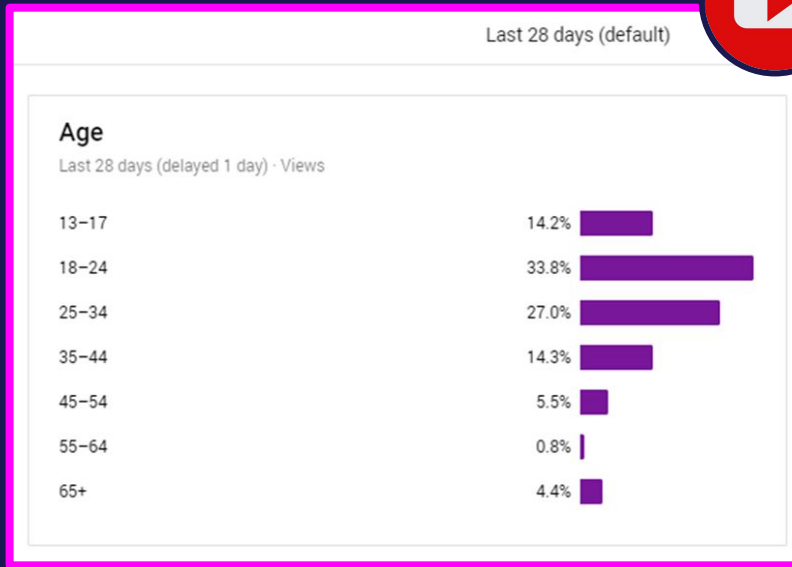 Last 28 days (default)
Age
Last 28 days (delayed 1 day) · Views
13–17 14.2%
18–24 33.8%
25–34 27.0%
35–44 14.3%
45–54 5.5%
55–64 0.8%
65+ 4.4%